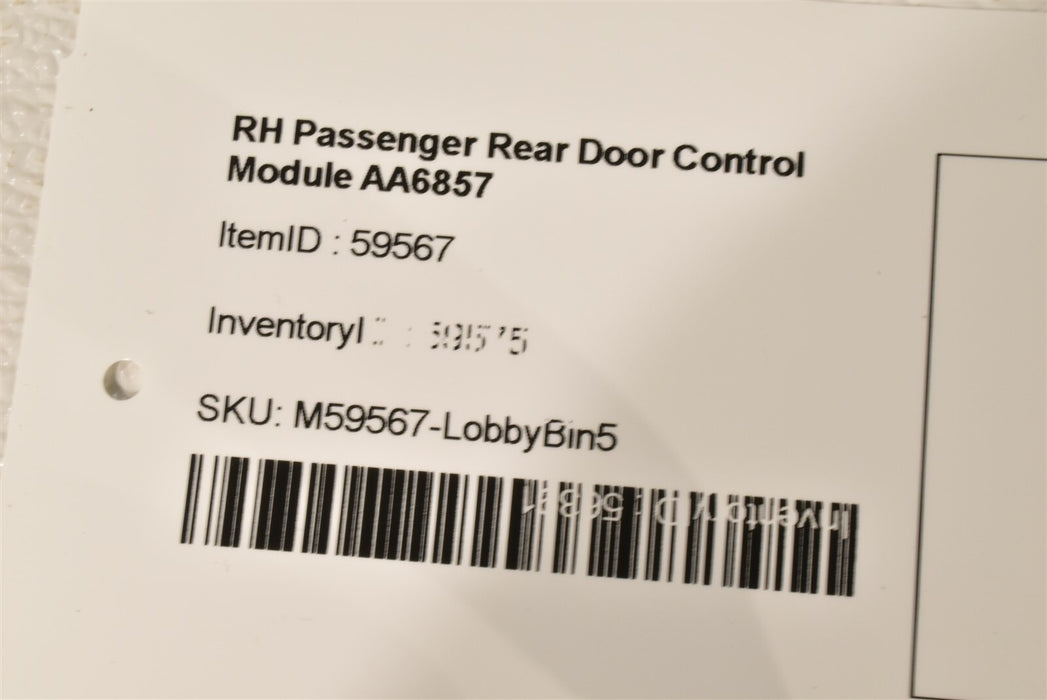 RH Passenger Rear Door Control
Module AA6857
ItemID : 59567
SKU: M59567-LobbyBin5